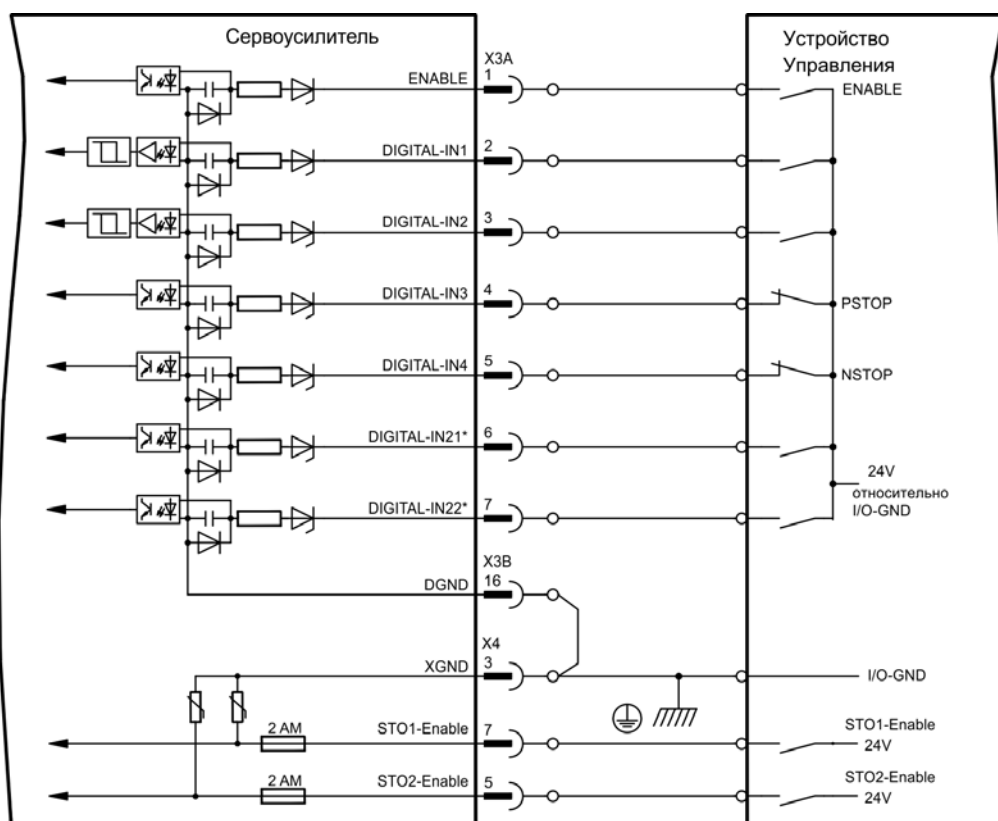 Сервоусилитель
Устройство
Управления
X3A
ENABLE 1 ENABLE
DIGITAL-IN1 2
DIGITAL-IN2 3
DIGITAL-IN3 4 PSTOP
DIGITAL-IN4 5 NSTOP
DIGITAL-IN21* 6
24V
относительно
I/O-GND
DIGITAL-IN22* 7
X3B
DGND 16
X4
XGND 3 I/O-GND
2 AM STO1-Enable 7 STO1-Enable
24V
2 AM STO2-Enable 5 STO2-Enable
24V